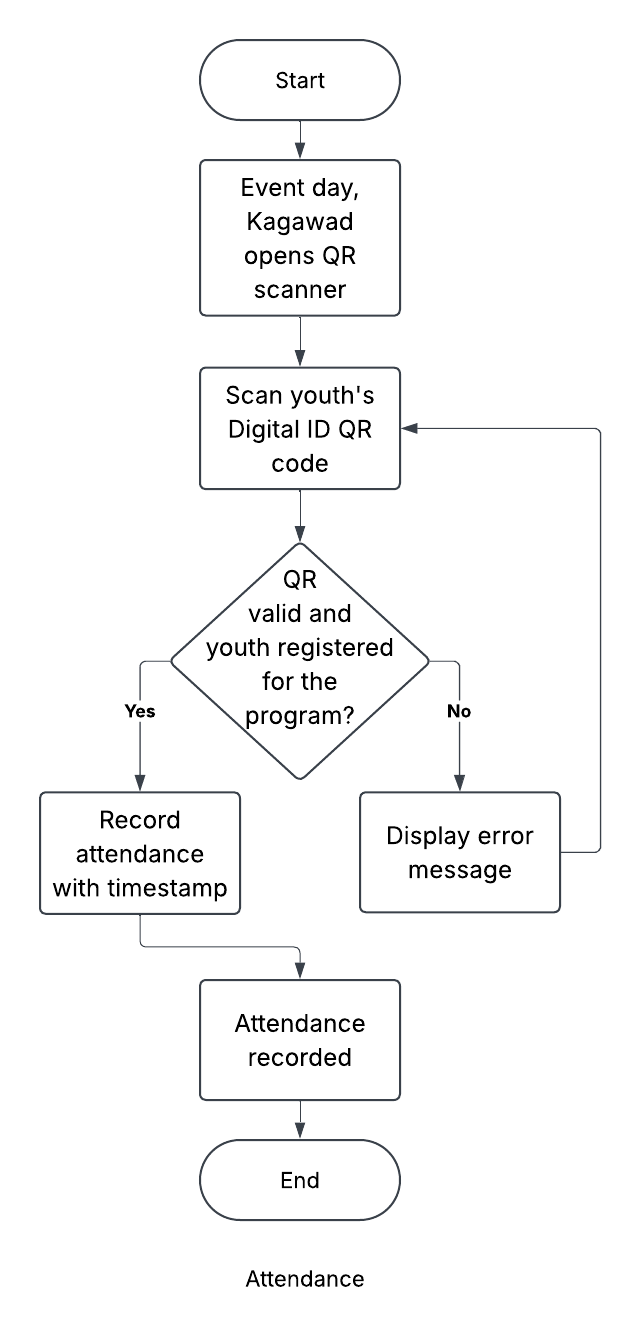 Start
Event day,
Kagawad
opens QR
scanner
Scan youth's
Digital ID QR
code
QR
valid and
youth registered
for the
program?
Yes
No
Record
attendance
with timestamp
Display error
message
Attendance
recorded
End
Attendance